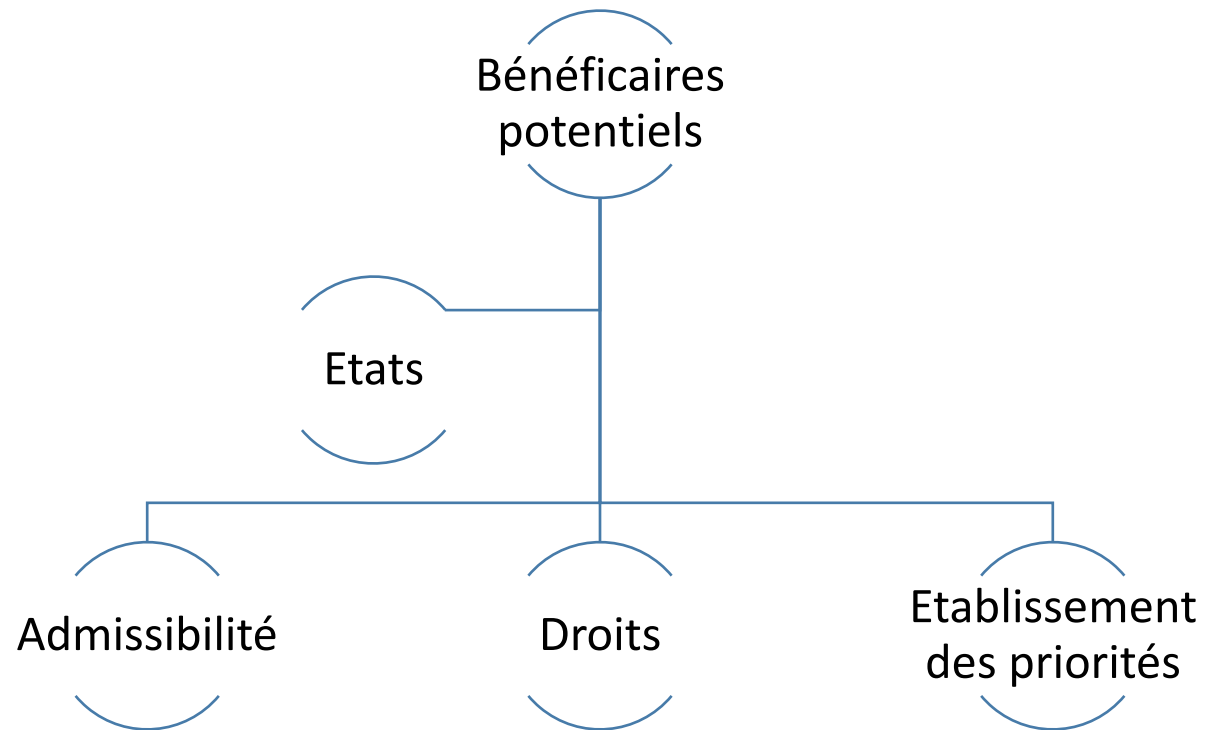 Bénéficaires
potentiels
Etats
Admissibilité
Droits
Etablissement
des priorités